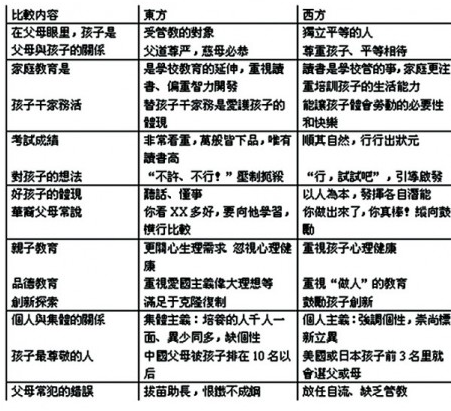 比較内容 東方 西方
在父母眼里，孩子是 受管教的對象 獨立平等的人
父母與孩子的關係 父道尊严，慈母必恭 尊重孩子、平等相待
家庭教育是 是學校教育的延伸，重視讀 讀書是學校管的事，家庭更注
書、偏重智力開發 重培訓孩子的生活能力
孩子干家務活 替孩子干家務是愛護孩子的 能讓孩子體會勞動的必要性
體現 和快樂
考試成績 非常看重，萬般皆下品，唯有 順其自然，行行出狀元
讀書高
對孩子的想法 “不許、不行！”壓制扼殺 “行，試試吧”，引導啟發
好孩子的體現 聽話、懂事 以人為本，發揮各自潛能
華裔父母常說 你看XX多好，要向他學習， 你做出來了，你真棒！縱向鼓
橫行比較 勵
親子教育 更關心生理需求 忽視心理健 重視孩子心理健康
康
品德教育 重視愛國主義偉大理想等 重視“做人”的教育
創新探索 滿足于克隆復制 鼓勵孩子創新
個人與集體的關係 集體主義：培養的人千人一 個人主義：強調個性，崇尚標
面、異少同多，缺個性 新立異
孩子是尊敬的人 中國父母被孩子排在10名以 美國或日本孩子前3名里就
后 會選父或母
父母常犯的錯誤 拔苗助長，恨鐵不成鋼 放任自流、缺乏管教